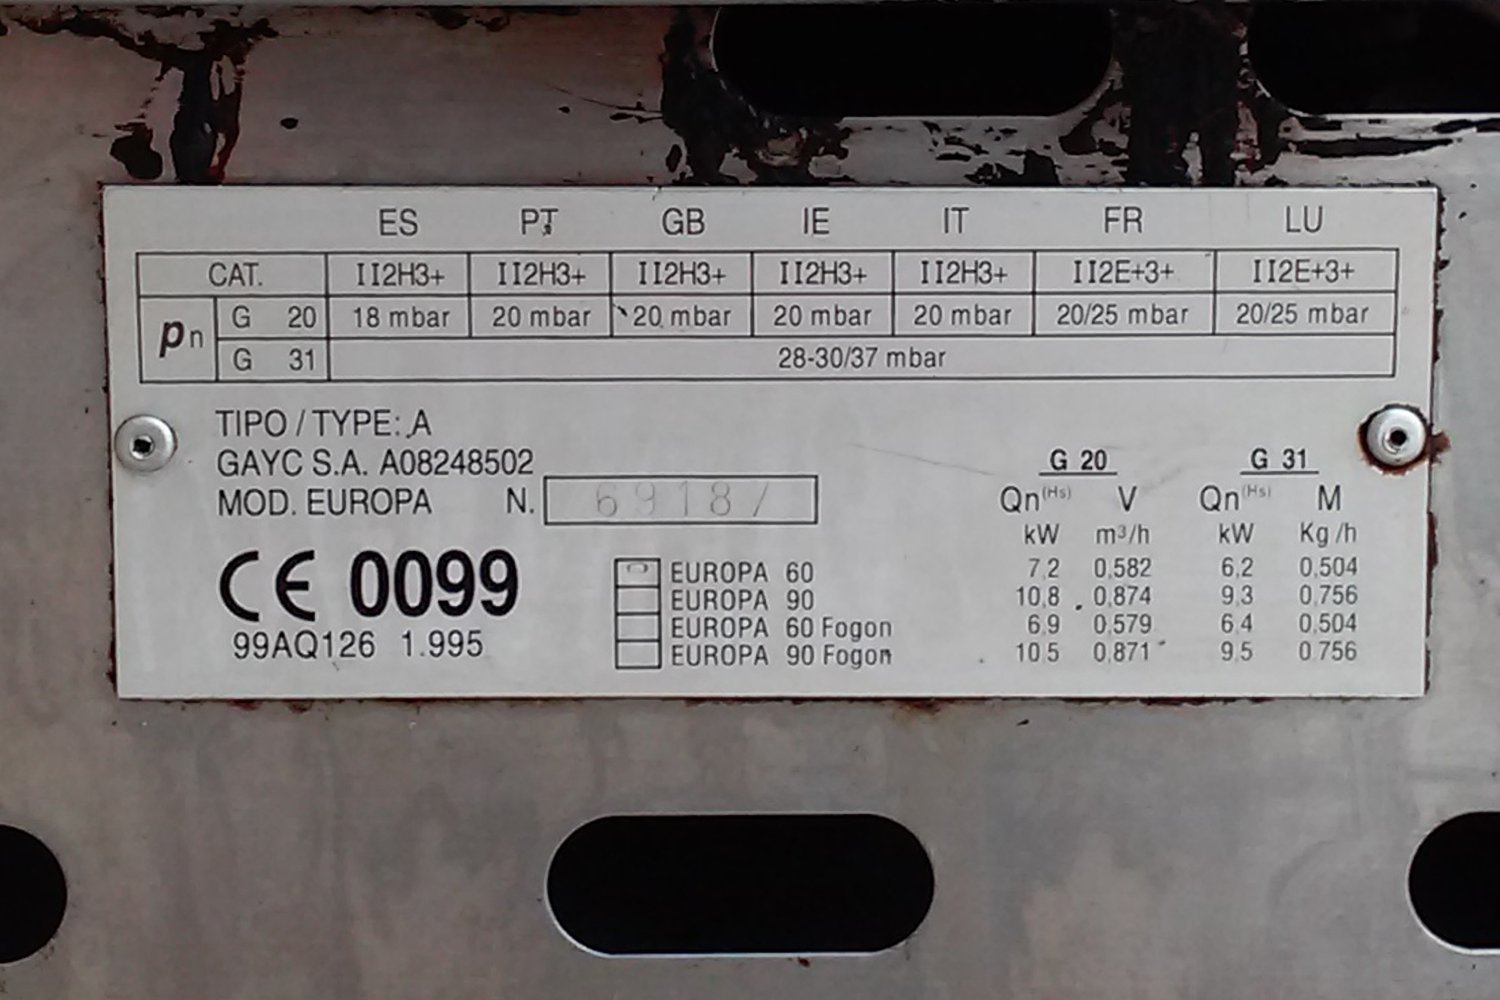 ES PT GB IE IT FR LU
CAT. II2H3+ II2H3+ II2H3+ II2H3+ II2H3+ II2E+3+ II2E+3+
pn G 20 18 mbar 20 mbar 20 mbar 20 mbar 20 mbar 20/25 mbar 20/25 mbar
G 31 28-30/37 mbar
TIPO / TYPE: A
GAYC S.A. A08248502
MOD. EUROPA N.
CE 0099
99AQ126 1.995
G 20 G 31
Qn(Hs) V Qn(Hs) M
kW m³/h kW Kg/h
EUROPA 60 7,2 0,582 6,2 0,504
EUROPA 90 10,8 0,874 9,3 0,756
EUROPA 60 Fogon 6,9 0,579 6,4 0,504
EUROPA 90 Fogon 10,5 0,871 9,5 0,756